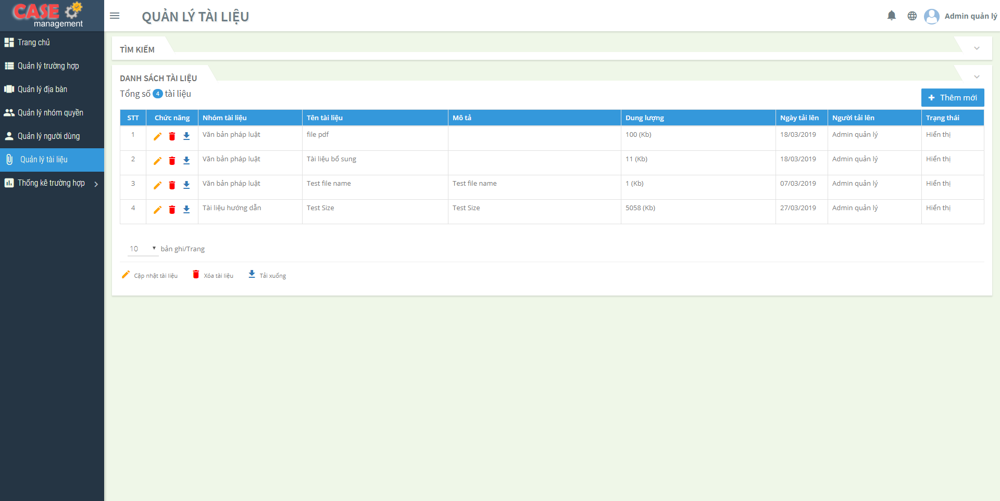 CASE
management
QUẢN LÝ TÀI LIỆU
Admin quản lý
Trang chủ
Quản lý trường hợp
Quản lý địa bàn
Quản lý nhóm quyền
Quản lý người dùng
Quản lý tài liệu
Thống kê trường hợp
TÌM KIẾM
DANH SÁCH TÀI LIỆU
Tổng số 4 tài liệu
Thêm mới
STT Chức năng Nhóm tài liệu Tên tài liệu Mô tả Dung lượng Ngày tải lên Người tải lên Trạng thái
1 Văn bản pháp luật file pdf 100 (Kb) 18/03/2019 Admin quản lý Hiển thị
2 Văn bản pháp luật Tài liệu bổ sung 11 (Kb) 18/03/2019 Admin quản lý Hiển thị
3 Văn bản pháp luật Test file name Test file name 1 (Kb) 07/03/2019 Admin quản lý Hiển thị
4 Tài liệu hướng dẫn Test Size Test Size 5058 (Kb) 27/03/2019 Admin quản lý Hiển thị
10 bản ghi/Trang
Cập nhật tài liệu Xóa tài liệu Tải xuống